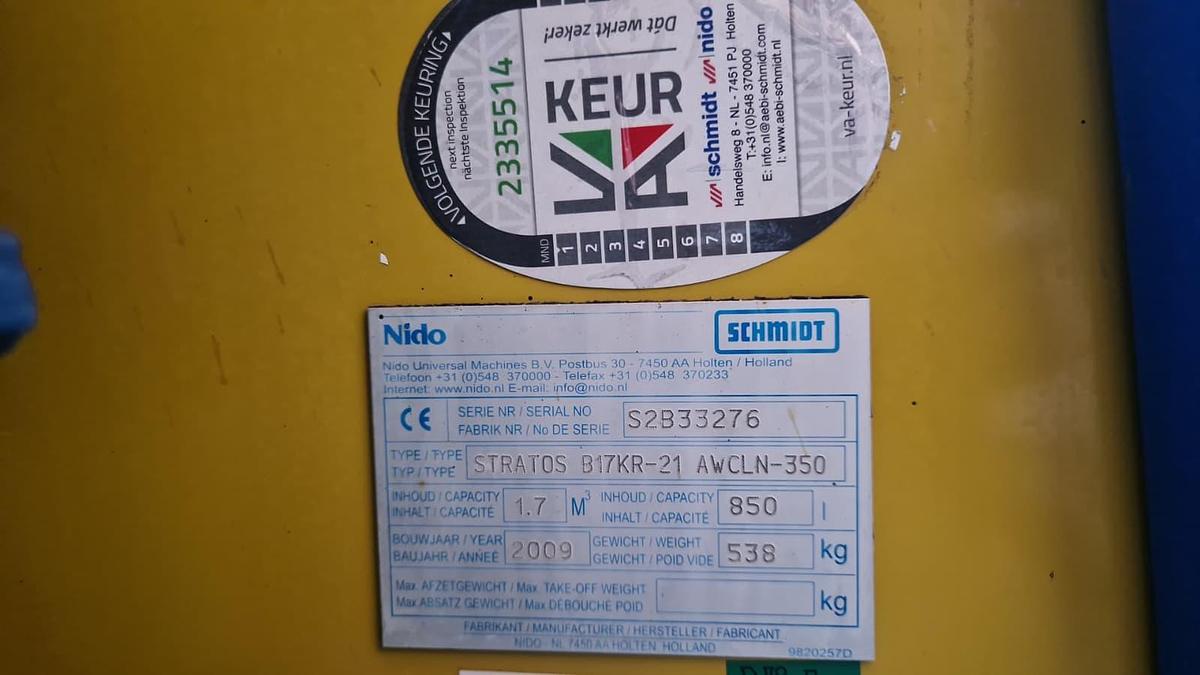 VOLGENDE KEURING
next inspection
nächtste Inspektion
2335514
Dát werkt zeker!
KEUR
VA
schmidt nido
Handelsweg 8 - NL - 7451 PJ Holten
T:+31(0)548 370000
E: info.nl@aebi-schmidt.com
I: www.aebi-schmidt.nl
va-keur.nl
MND 1 2 3 4 5 6 7 8
Nido SCHMIDT
Nido Universal Machines B.V. Postbus 30 - 7450 AA Holten / Holland
Telefoon +31 (0)548 370000 - Telefax +31 (0)548 370233
Internet: www.nido.nl E-mail: info@nido.nl
CE SERIE NR / SERIAL NO S2B33276
FABRIK NR / No DE SERIE
TYPE / TYPE STRATOS B17KR-21 AWCLN-350
TYP / TYPE
INHOUD / CAPACITY 1.7 M³ INHOUD / CAPACITY 850 l
INHALT / CAPACITÉ INHALT / CAPACITÉ
BOUWJAAR / YEAR 2009 GEWICHT / WEIGHT 538 kg
BAUJAHR / ANNÉE GEWICHT / POID VIDE
Max. AFZETGEWICHT / Max. TAKE-OFF WEIGHT kg
Max ABSATZ GEWICHT / Max DÉBOUCHÉ POID
FABRIKANT / MANUFACTURER / HERSTELLER / FABRICANT
NIDO - NL 7450 AA HOLTEN HOLLAND
9820257D